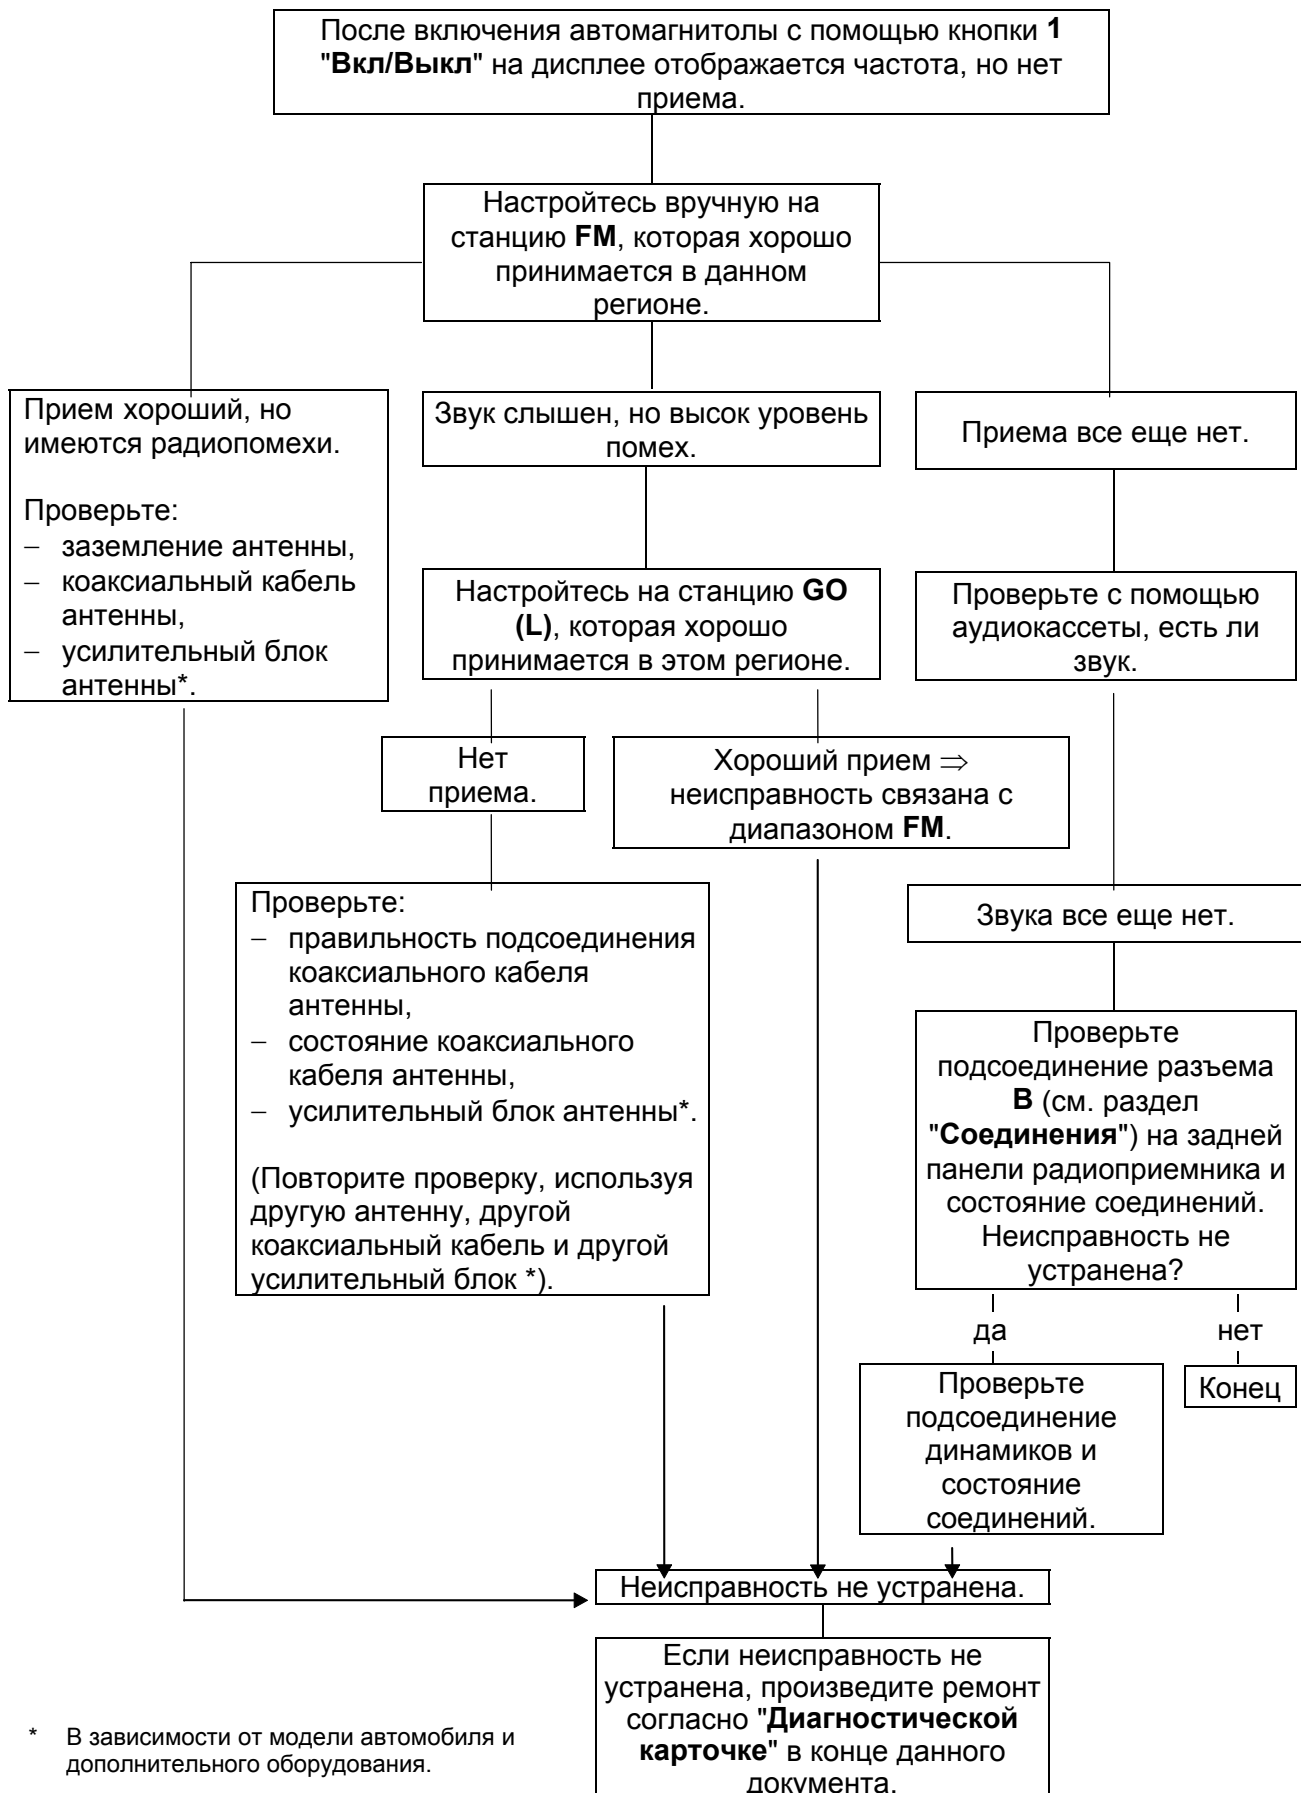 После включения автомагнитолы с помощью кнопки 1
"Вкл/Выкл" на дисплее отображается частота, но нет
приема.
Настройтесь вручную на
станцию FM, которая хорошо
принимается в данном
регионе.
Прием хороший, но
имеются радиопомехи.
Проверьте:
– заземление антенны,
– коаксиальный кабель
антенны,
– усилительный блок
антенны*.
Звук слышен, но высок уровень
помех.
Приема все еще нет.
Настройтесь на станцию GO
(L), которая хорошо
принимается в этом регионе.
Проверьте с помощью
аудиокассеты, есть ли
звук.
Нет
приема.
Хороший прием ⇒
неисправность связана с
диапазоном FM.
Проверьте:
– правильность подсоединения
коаксиального кабеля
антенны,
– состояние коаксиального
кабеля антенны,
– усилительный блок антенны*.
(Повторите проверку, используя
другую антенну, другой
коаксиальный кабель и другой
усилительный блок *).
Звука все еще нет.
Проверьте
подсоединение разъема
B (см. раздел
"Соединения") на задней
панели радиоприемника и
состояние соединений.
Неисправность не
устранена?
да
нет
Проверьте
подсоединение
динамиков и
состояние
соединений.
Конец
Неисправность не устранена.
Если неисправность не
устранена, произведите ремонт
согласно "Диагностической
карточке" в конце данного
документа.
* В зависимости от модели автомобиля и
дополнительного оборудования.